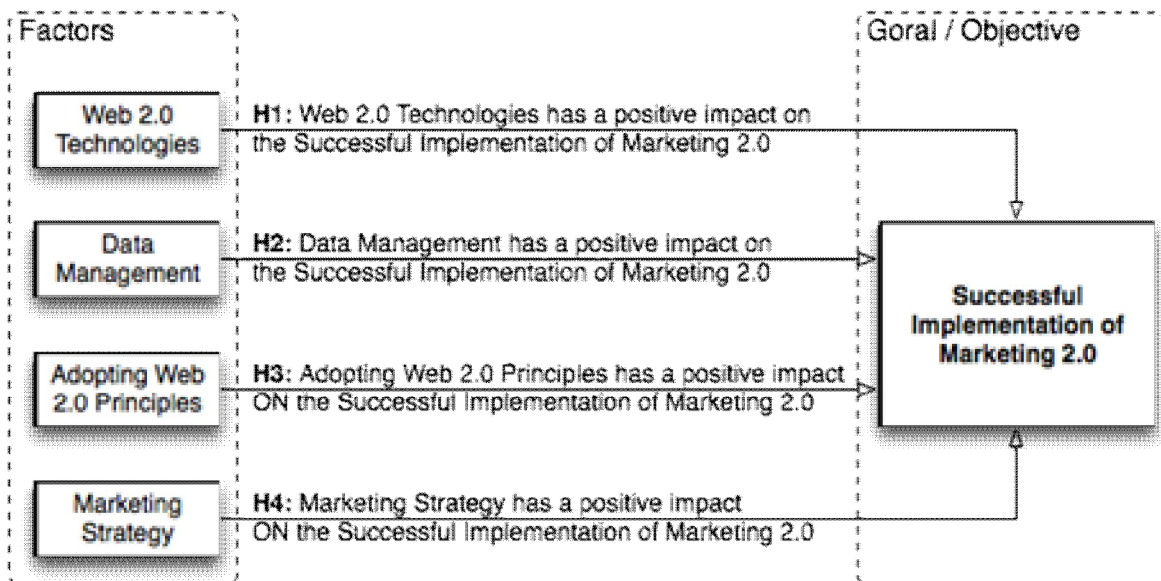 Factors
Goral / Objective
Web 2.0
Technologies
H1: Web 2.0 Technologies has a positive impact on
the Successful Implementation of Marketing 2.0
Data
Management
H2: Data Management has a positive impact on
the Successful Implementation of Marketing 2.0
Successful
Implementation of
Marketing 2.0
Adopting Web
2.0 Principles
H3: Adopting Web 2.0 Principles has a positive impact
ON the Successful Implementation of Marketing 2.0
Marketing
Strategy
H4: Marketing Strategy has a positive impact
ON the Successful Implementation of Marketing 2.0